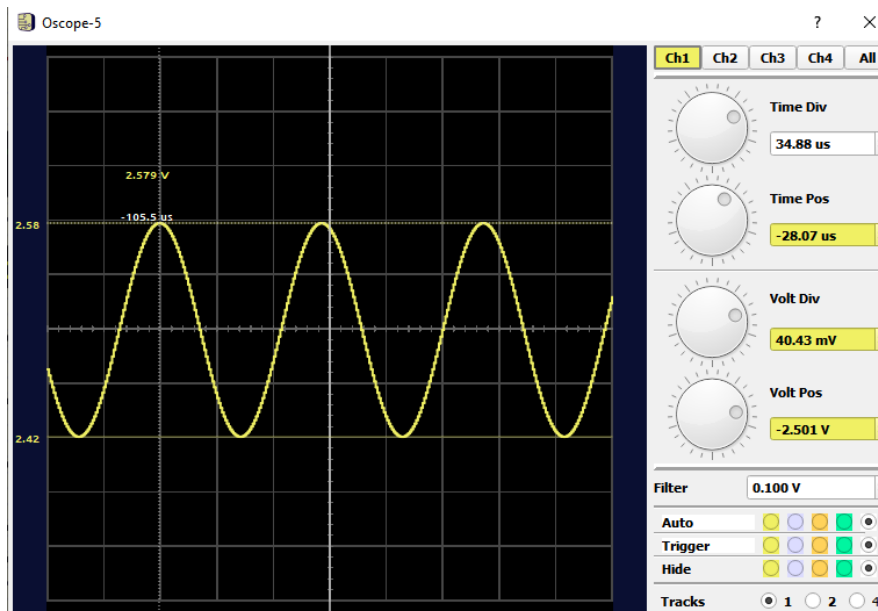 Oscope-5
?
Ch1 Ch2 Ch3 Ch4 All
Time Div
34.88 us
2.579 V
Time Pos
-105.5 us
2.58
-28.07 us
Volt Div
40.43 mV
Volt Pos
2.42
-2.501 V
Filter 0.100 V
Auto
Trigger
Hide
Tracks 1 2 4